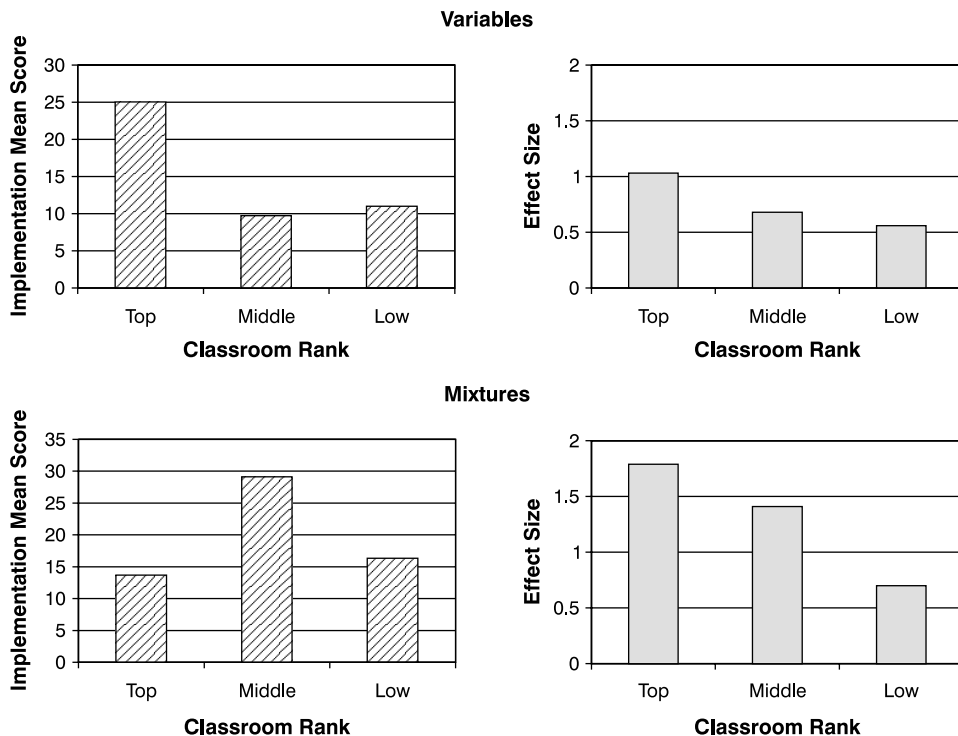 Variables
Implementation Mean Score
30
25
20
15
10
5
0
Top Middle Low
Classroom Rank
Effect Size
2
1.5
1
0.5
0
Top Middle Low
Classroom Rank
Mixtures
Implementation Mean Score
35
30
25
20
15
10
5
0
Top Middle Low
Classroom Rank
Effect Size
2
1.5
1
0.5
0
Top Middle Low
Classroom Rank